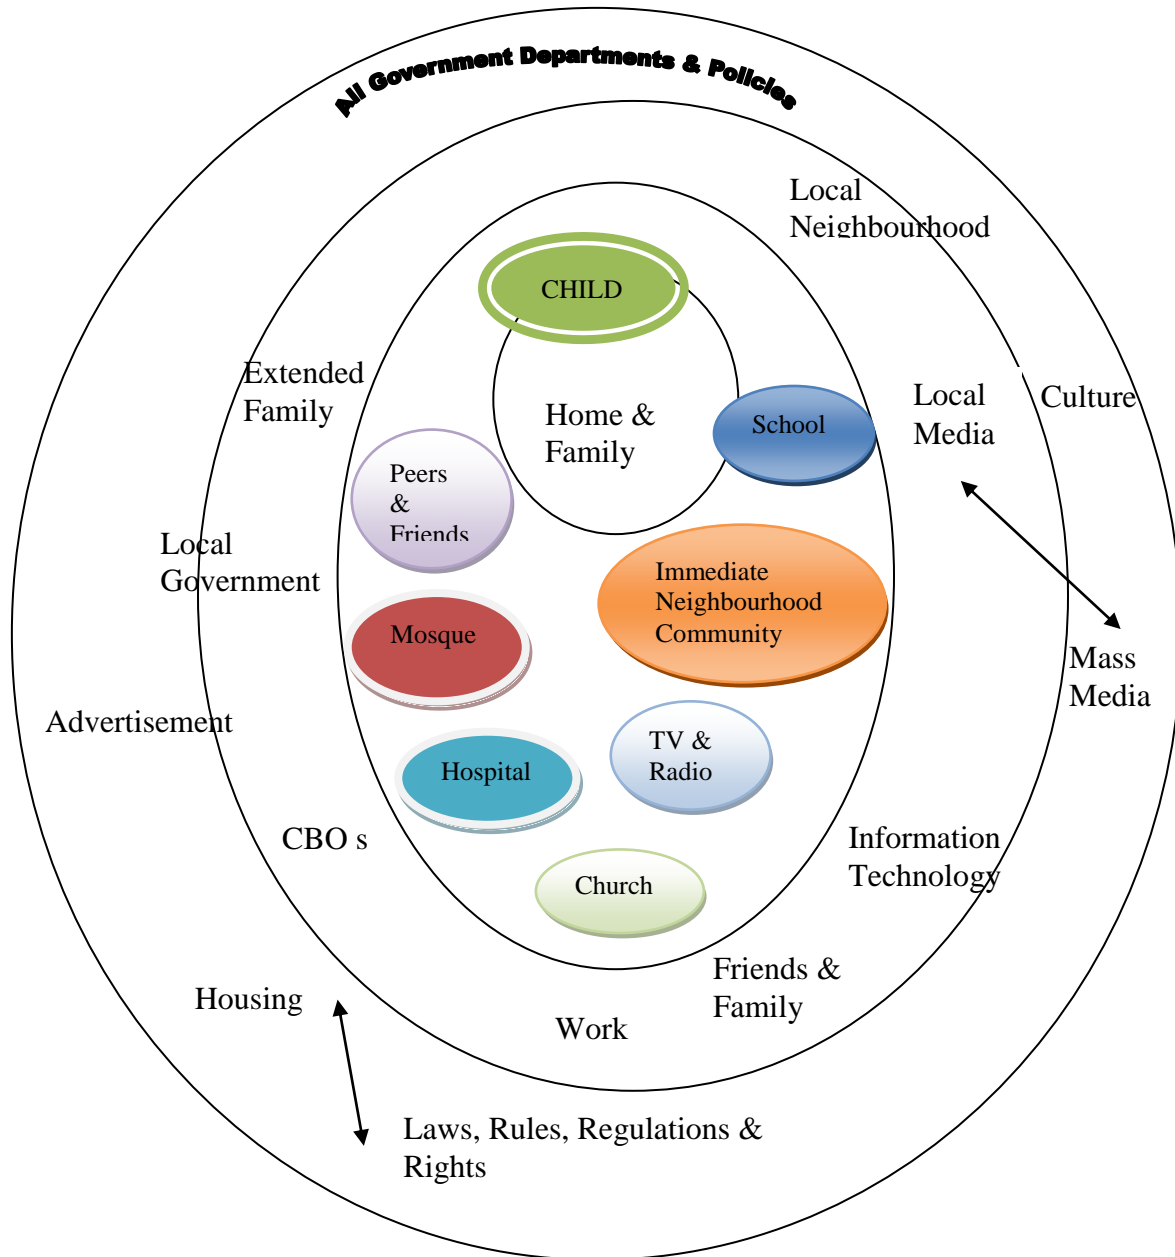 All Government Departments & Policies
Local
Neighbourhood
CHILD
Extended
Family
Home &
Family
School
Local
Media
Culture
Peers
&
Friends
Local
Government
Immediate
Neighbourhood
Community
Mosque
Mass
Media
Advertisement
TV &
Radio
Hospital
CBO s
Information
Technology
Church
Friends &
Family
Housing
Work
Laws, Rules, Regulations &
Rights